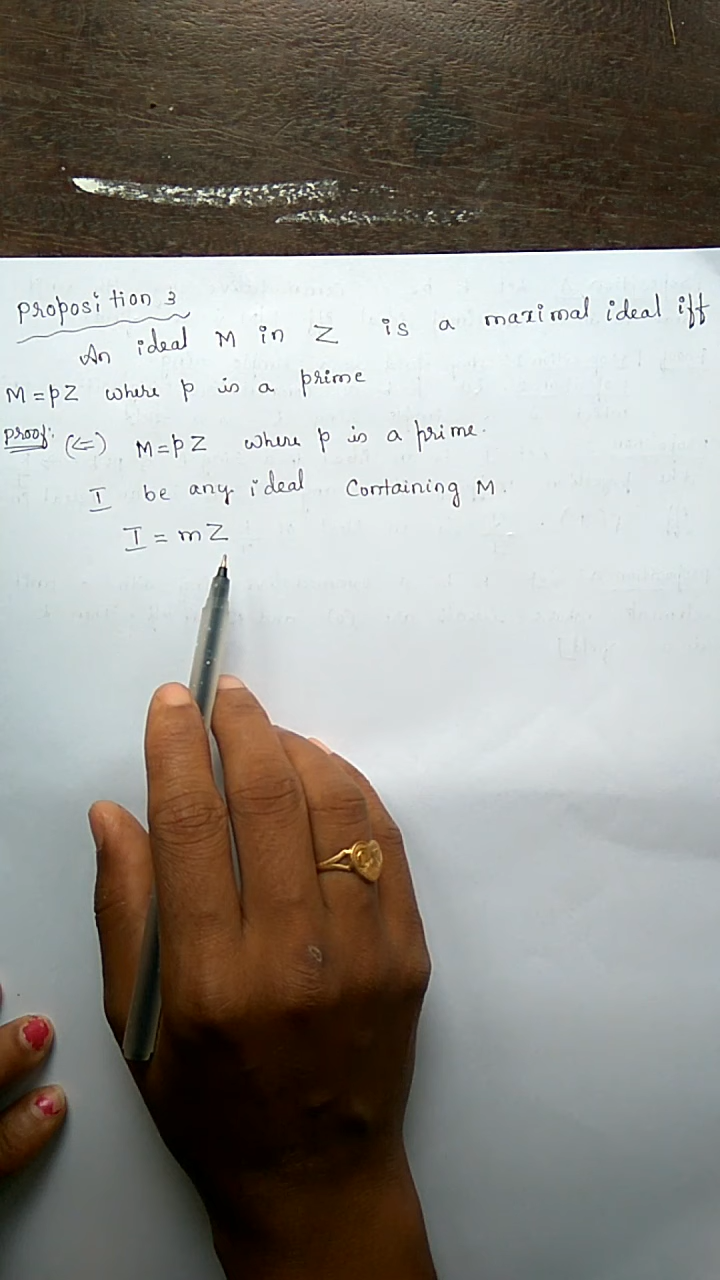 Proposition 3
An ideal M in Z is a maximal ideal iff
M = pZ where p is a prime
Proof: (⇐) M = pZ where p is a prime.
I be any ideal Containing M.
I = mZ